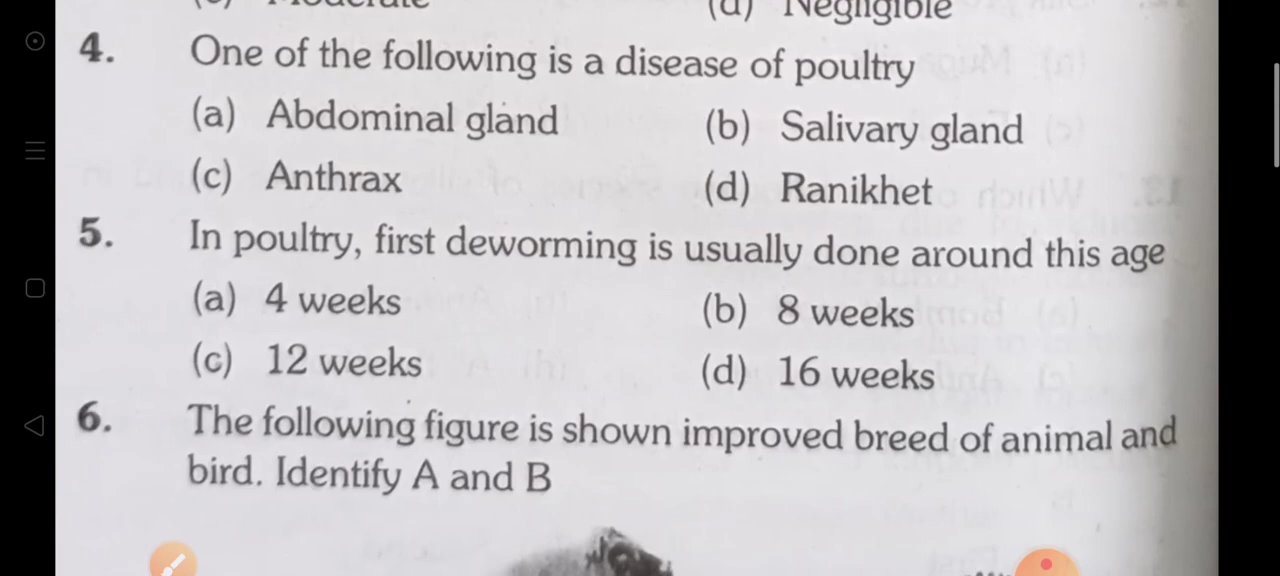 (d) Negligible
4. One of the following is a disease of poultry
(a) Abdominal gland (b) Salivary gland
(c) Anthrax (d) Ranikhet
5. In poultry, first deworming is usually done around this age
(a) 4 weeks (b) 8 weeks
(c) 12 weeks (d) 16 weeks
6. The following figure is shown improved breed of animal and
bird. Identify A and B